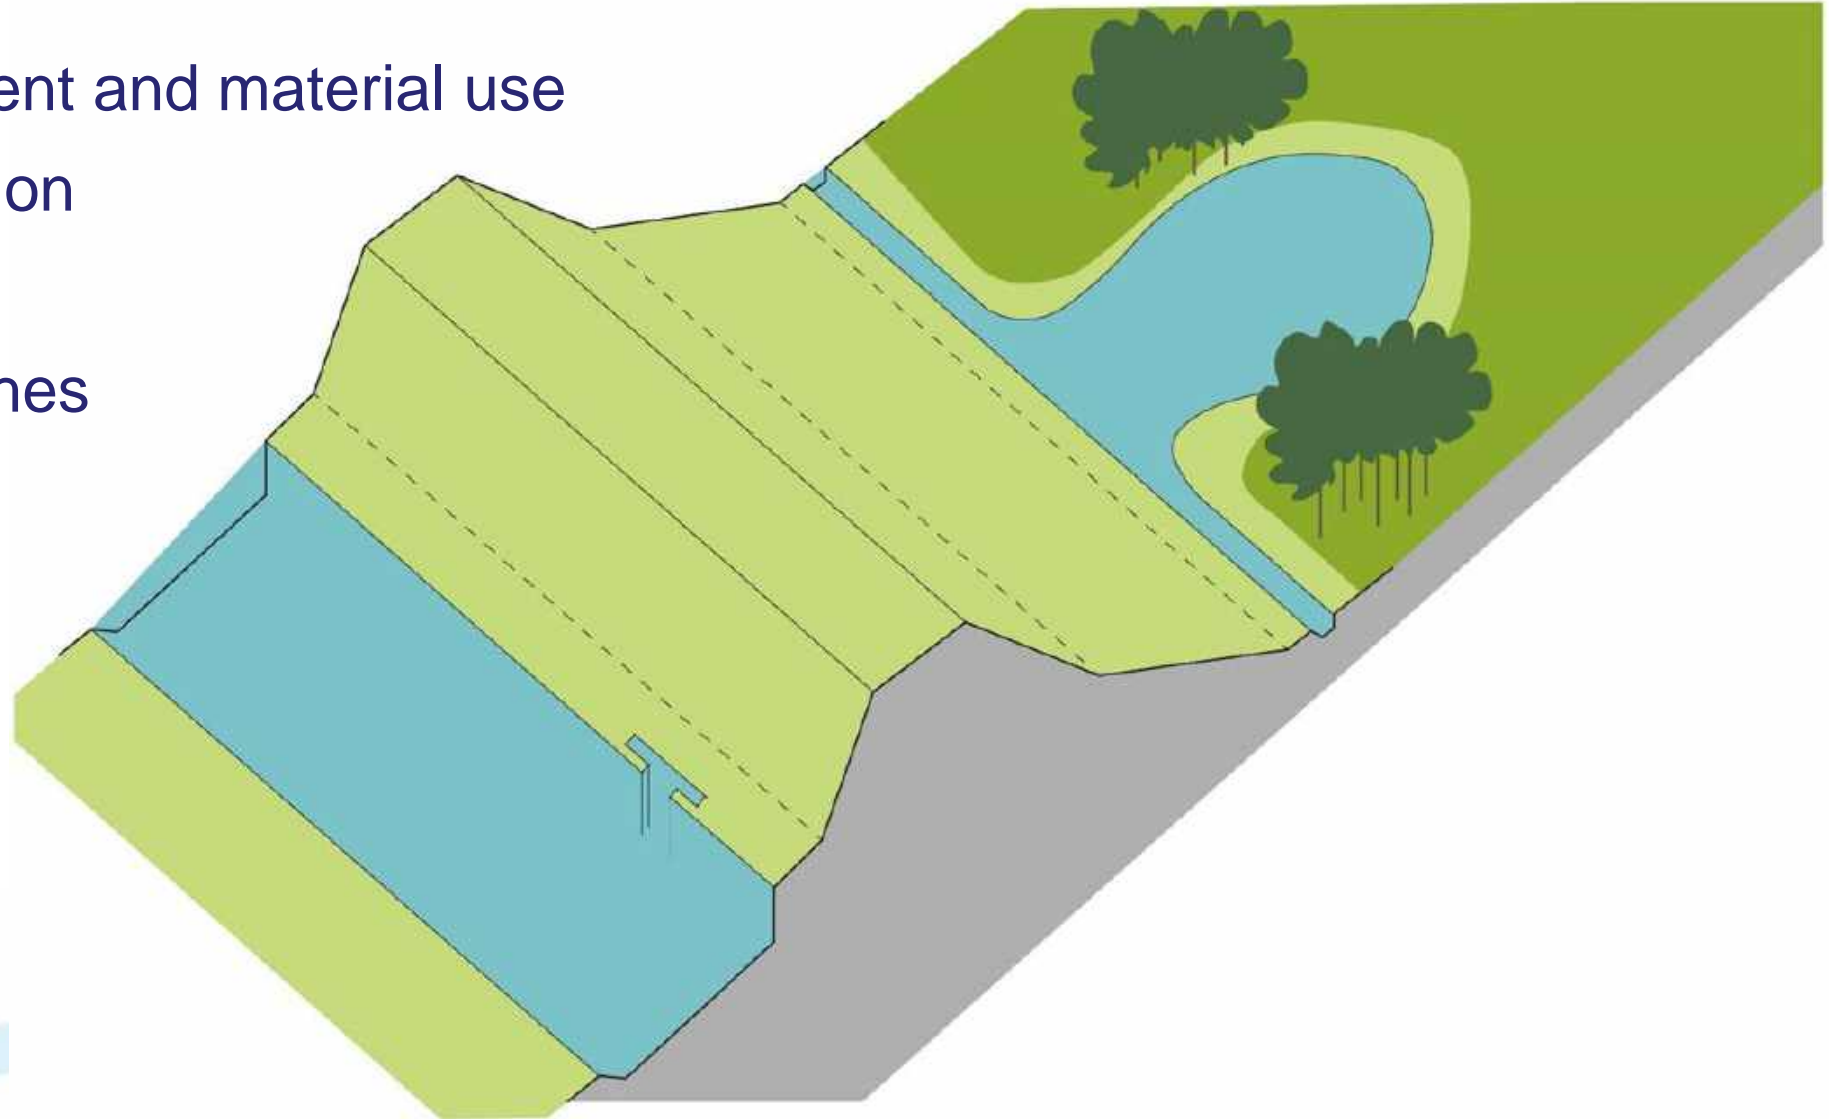 ent and material use
on
nes